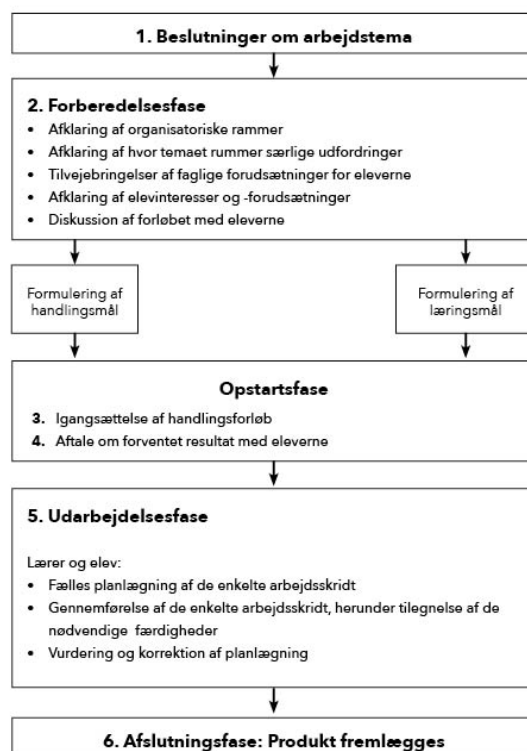 1. Beslutninger om arbejdstema
2. Forberedelsesfase
• Afklaring af organisatoriske rammer
• Afklaring af hvor temaet rummer særlige udfordringer
• Tilvejebringelser af faglige forudsætninger for eleverne
• Afklaring af elevinteresser og -forudsætninger
• Diskussion af forløbet med eleverne
Formulering af
handlingsmål
Formulering af
læringsmål
Opstartsfase
3. Igangsættelse af handlingsforløb
4. Aftale om forventet resultat med eleverne
5. Udarbejdelsesfase
Lærer og elev:
• Fælles planlægning af de enkelte arbejdsskridt
• Gennemførelse af de enkelte arbejdsskridt, herunder tilegnelse af de
nødvendige færdigheder
• Vurdering og korrektion af planlægning
6. Afslutningsfase: Produkt fremlægges